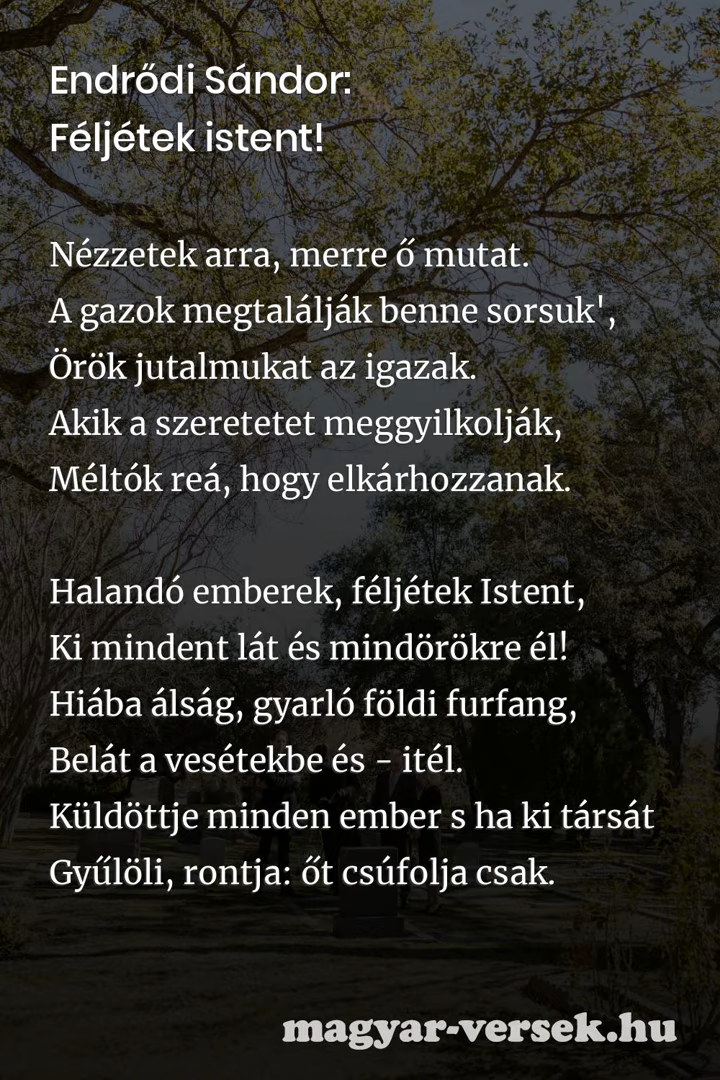 Endrődi Sándor:
Féljétek istent!
Nézzetek arra, merre ő mutat.
A gazok megtalálják benne sorsuk',
Örök jutalmukat az igazak.
Akik a szeretetet meggyilkolják,
Méltók reá, hogy elkárhozzanak.
Halandó emberek, féljétek Istent,
Ki mindent lát és mindörökre él!
Hiába álság, gyarló földi furfang,
Belát a vesétekbe és - itél.
Küldöttje minden ember s ha ki társát
Gyűlöli, rontja: őt csúfolja csak.
magyar-versek.hu